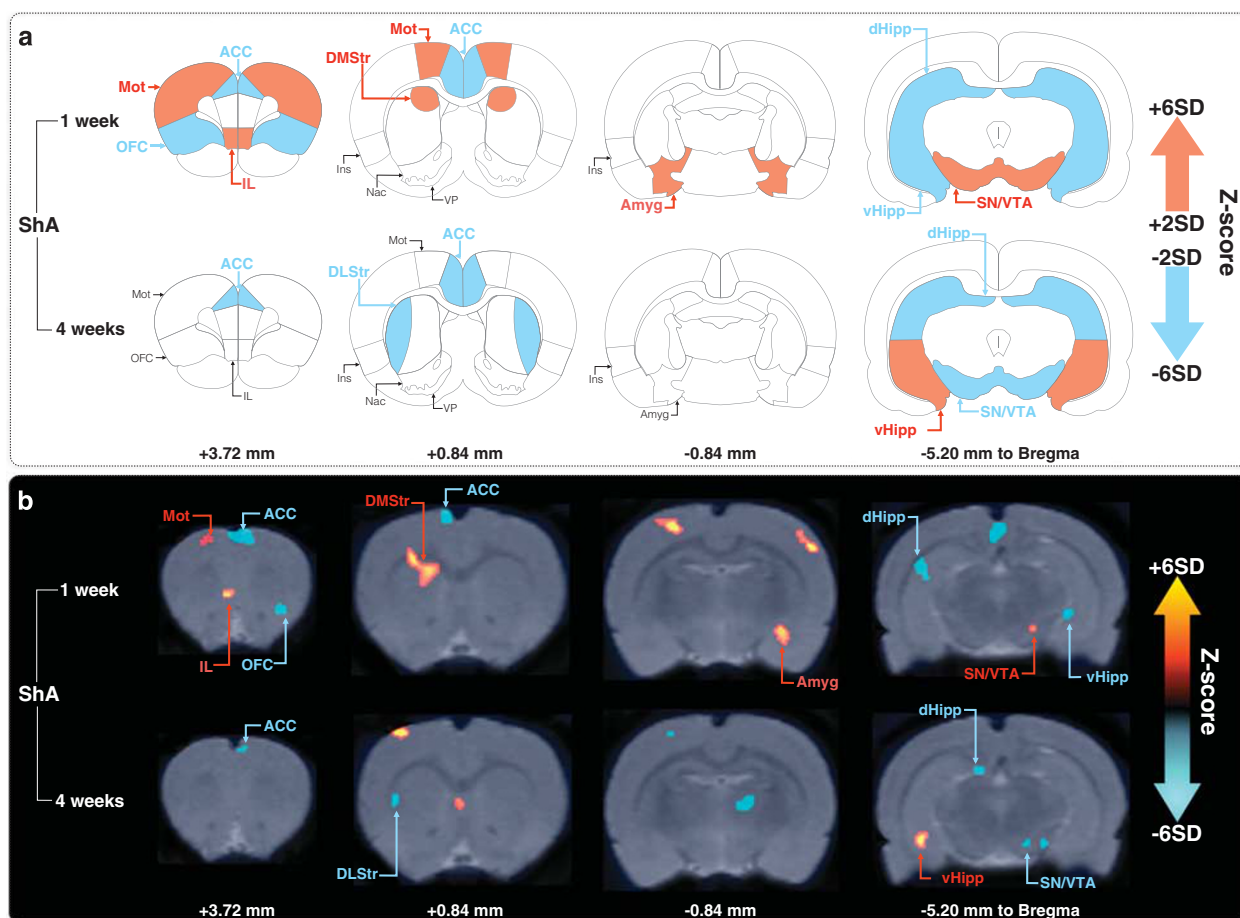 a
Mot
ACC
OFC
IL
Mot
ACC
DMStr
Ins
Nac
VP
Ins
Amyg
dHipp
vHipp
SN/VTA
1 week
ShA
4 weeks
ACC
Mot
OFC
IL
Mot
ACC
DLStr
Ins
Nac
VP
Ins
Amyg
dHipp
SN/VTA
vHipp
+6SD
+2SD
-2SD
-6SD
Z-score
+3.72 mm
+0.84 mm
-0.84 mm
-5.20 mm to Bregma
b
Mot
ACC
IL
OFC
DMStr
ACC
Amyg
dHipp
SN/VTA
vHipp
1 week
ShA
4 weeks
ACC
DLStr
dHipp
vHipp
SN/VTA
+6SD
Z-score
-6SD
+3.72 mm
+0.84 mm
-0.84 mm
-5.20 mm to Bregma